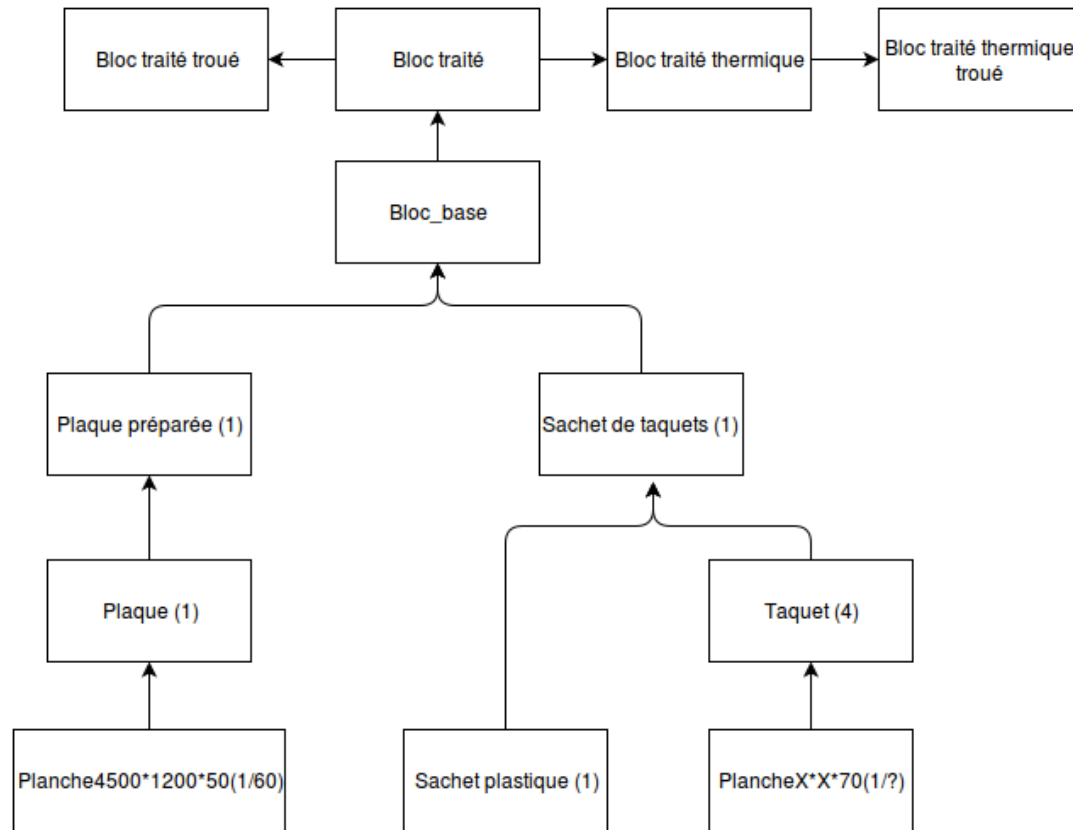 Bloc traité troué
Bloc traité
Bloc traité thermique
Bloc traité thermique
troué
Bloc_base
Plaque préparée (1)
Sachet de taquets (1)
Plaque (1)
Taquet (4)
Planche4500*1200*50(1/60)
Sachet plastique (1)
PlancheX*X*70(1/?)